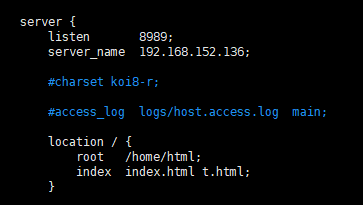 server {
    listen       8989;
    server_name  192.168.152.136;
    #charset koi8-r;
    #access_log  logs/host.access.log  main;
    location / {
        root   /home/html;
        index  index.html t.html;
    }